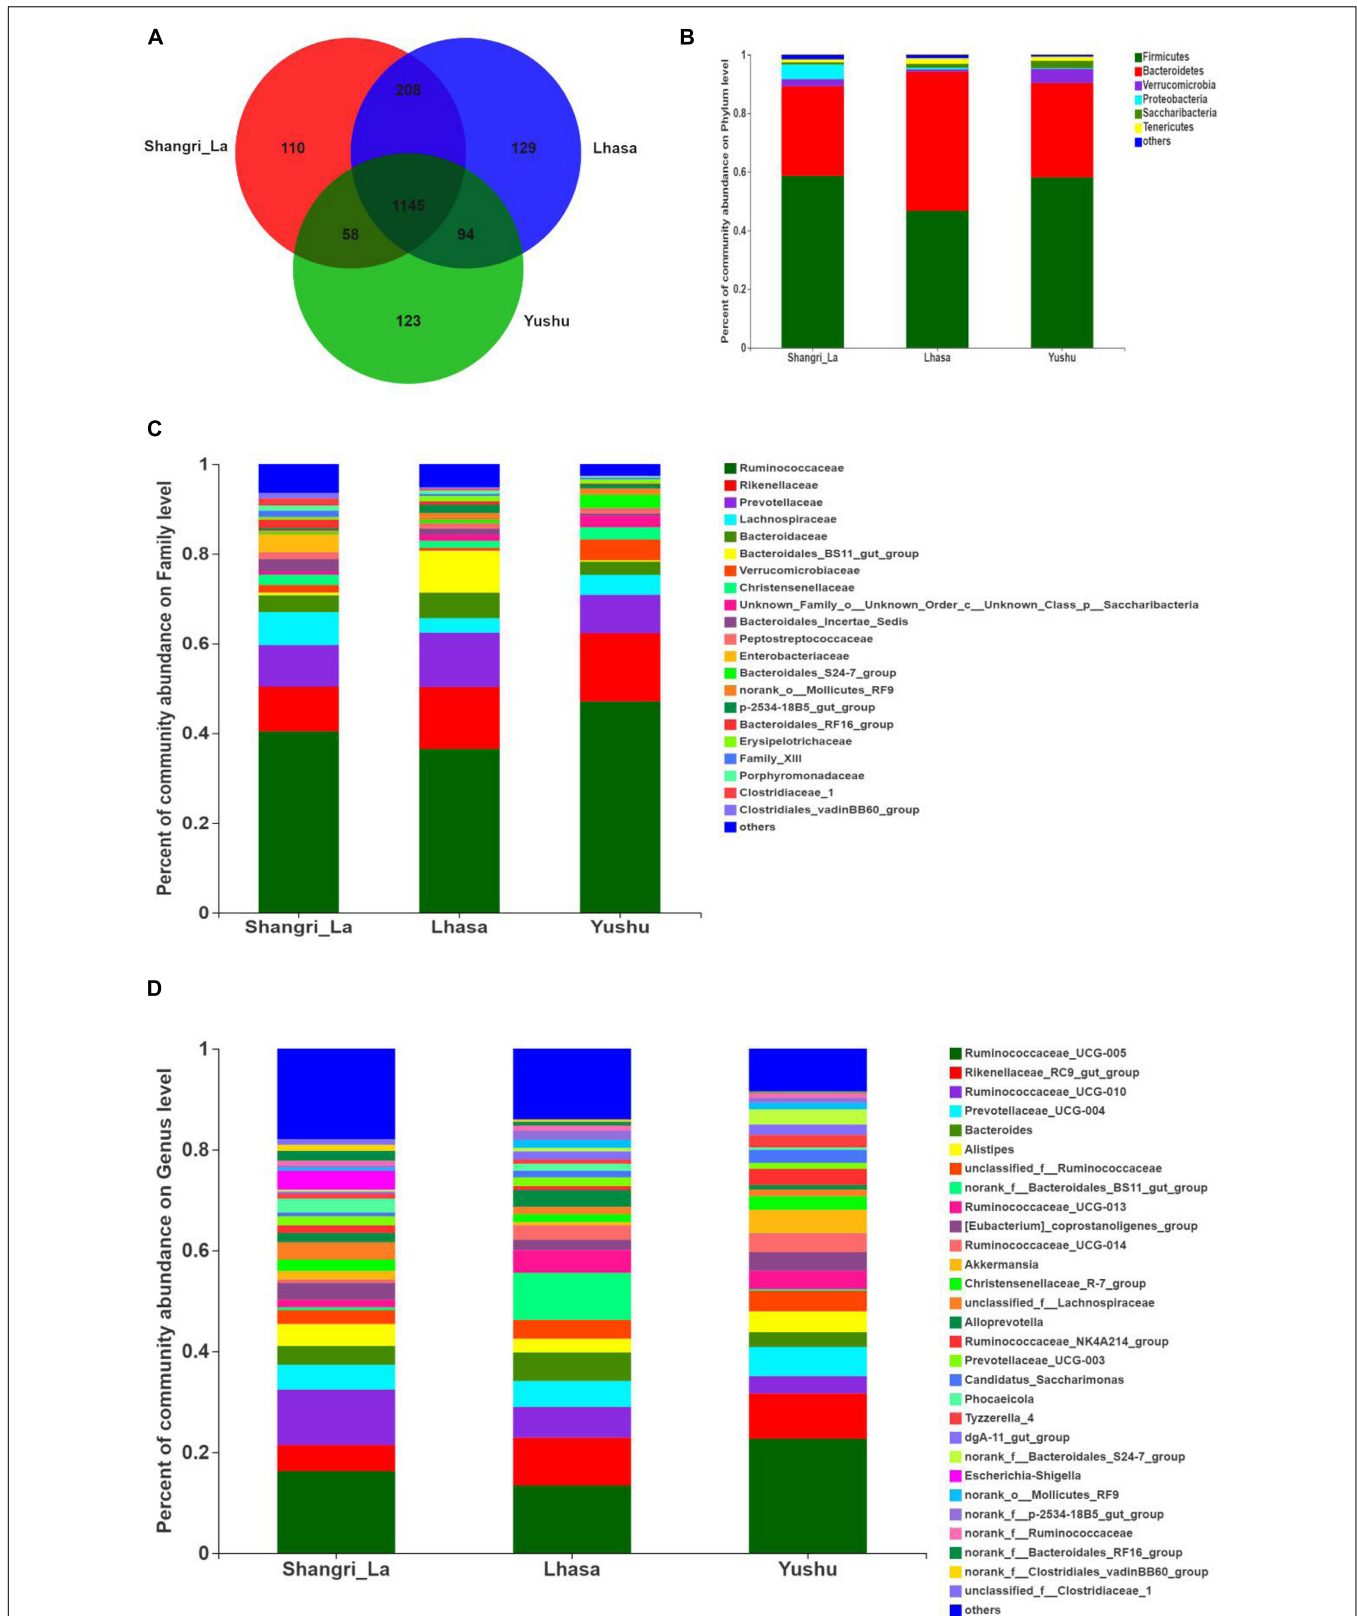 A
208
Shangri_La
110
129
Lhasa
1145
58
94
123
Yushu
B
Percent of community abundance on Phylum level
1
0.8
0.6
0.4
0.2
0
Shangri_La
Lhasa
Yushu
Firmicutes
Bacteroidetes
Verrucomicrobia
Proteobacteria
Saccharibacteria
Tenericutes
others
C
Percent of community abundance on Family level
1
0.8
0.6
0.4
0.2
0
Shangri_La
Lhasa
Yushu
Ruminococcaceae
Rikenellaceae
Prevotellaceae
Lachnospiraceae
Bacteroidaceae
Bacteroidales_BS11_gut_group
Verrucomicrobiaceae
Christensenellaceae
Unknown_Family_o__Unknown_Order_c__Unknown_Class_p__Saccharibacteria
Bacteroidales_Incertae_Sedis
Peptostreptococcaceae
Enterobacteriaceae
Bacteroidales_S24-7_group
norank_o__Mollicutes_RF9
p-2534-18B5_gut_group
Bacteroidales_RF16_group
Erysipelotrichaceae
Family_XIII
Porphyromonadaceae
Clostridiaceae_1
Clostridiales_vadinBB60_group
others
D
Percent of community abundance on Genus level
1
0.8
0.6
0.4
0.2
0
Shangri_La
Lhasa
Yushu
Ruminococcaceae_UCG-005
Rikenellaceae_RC9_gut_group
Ruminococcaceae_UCG-010
Prevotellaceae_UCG-004
Bacteroides
Alistipes
unclassified_f__Ruminococcaceae
norank_f__Bacteroidales_BS11_gut_group
Ruminococcaceae_UCG-013
[Eubacterium]_coprostanoligenes_group
Ruminococcaceae_UCG-014
Akkermansia
Christensenellaceae_R-7_group
unclassified_f__Lachnospiraceae
Alloprevotella
Ruminococcaceae_NK4A214_group
Prevotellaceae_UCG-003
Candidatus_Saccharimonas
Phocaeicola
Tyzzerella_4
dgA-11_gut_group
norank_f__Bacteroidales_S24-7_group
Escherichia-Shigella
norank_o__Mollicutes_RF9
norank_f__p-2534-18B5_gut_group
norank_f__Ruminococcaceae
norank_f__Bacteroidales_RF16_group
norank_f__Clostridiales_vadinBB60_group
unclassified_f__Clostridiaceae_1
others